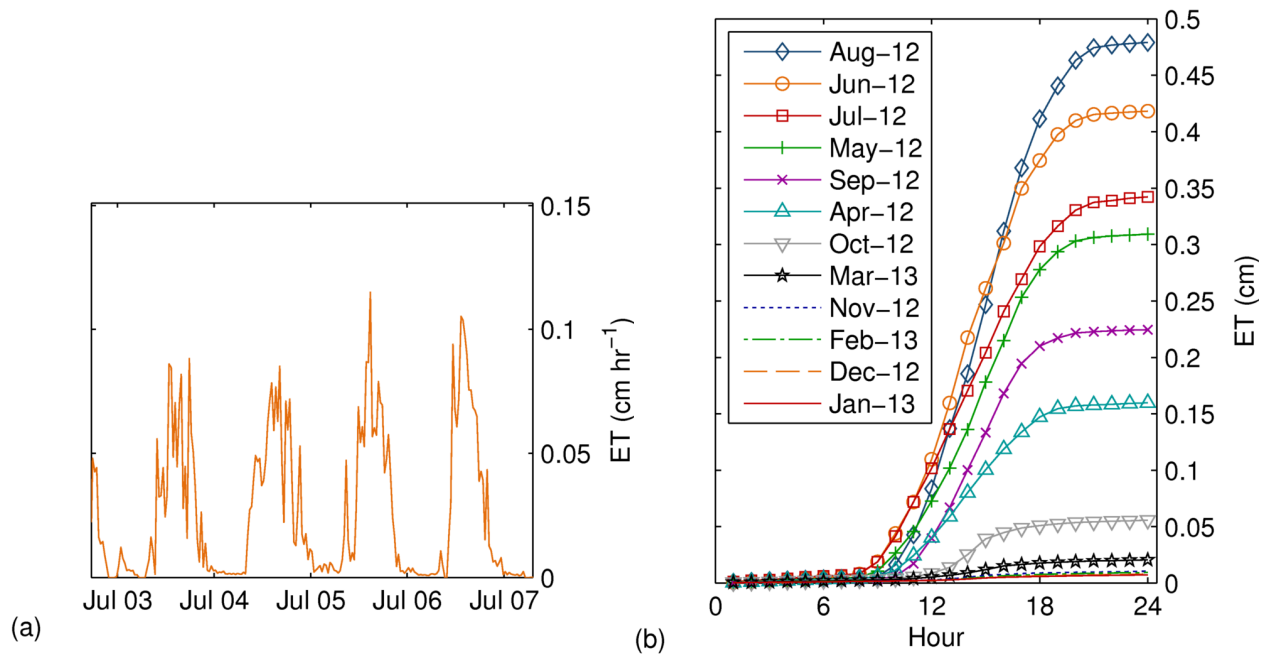 0.15
0.1
0.05
0
ET (cm hr⁻¹)
Jul 03 Jul 04 Jul 05 Jul 06 Jul 07
(a)
Aug−12
Jun−12
Jul−12
May−12
Sep−12
Apr−12
Oct−12
Mar−13
Nov−12
Feb−13
Dec−12
Jan−13
0.5
0.45
0.4
0.35
0.3
0.25
0.2
0.15
0.1
0.05
0
ET (cm)
0 6 12 18 24
Hour
(b)